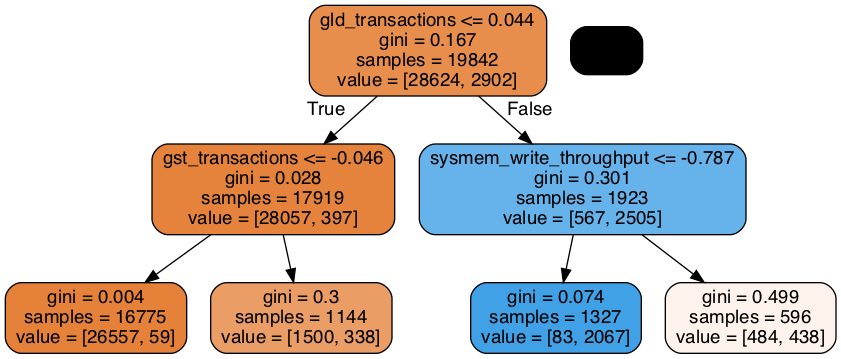 gld_transactions <= 0.044
gini = 0.167
samples = 19842
value = [28624, 2902]
True
False
gst_transactions <= -0.046
gini = 0.028
samples = 17919
value = [28057, 397]
sysmem_write_throughput <= -0.787
gini = 0.301
samples = 1923
value = [567, 2505]
gini = 0.004
samples = 16775
value = [26557, 59]
gini = 0.3
samples = 1144
value = [1500, 338]
gini = 0.074
samples = 1327
value = [83, 2067]
gini = 0.499
samples = 596
value = [484, 438]